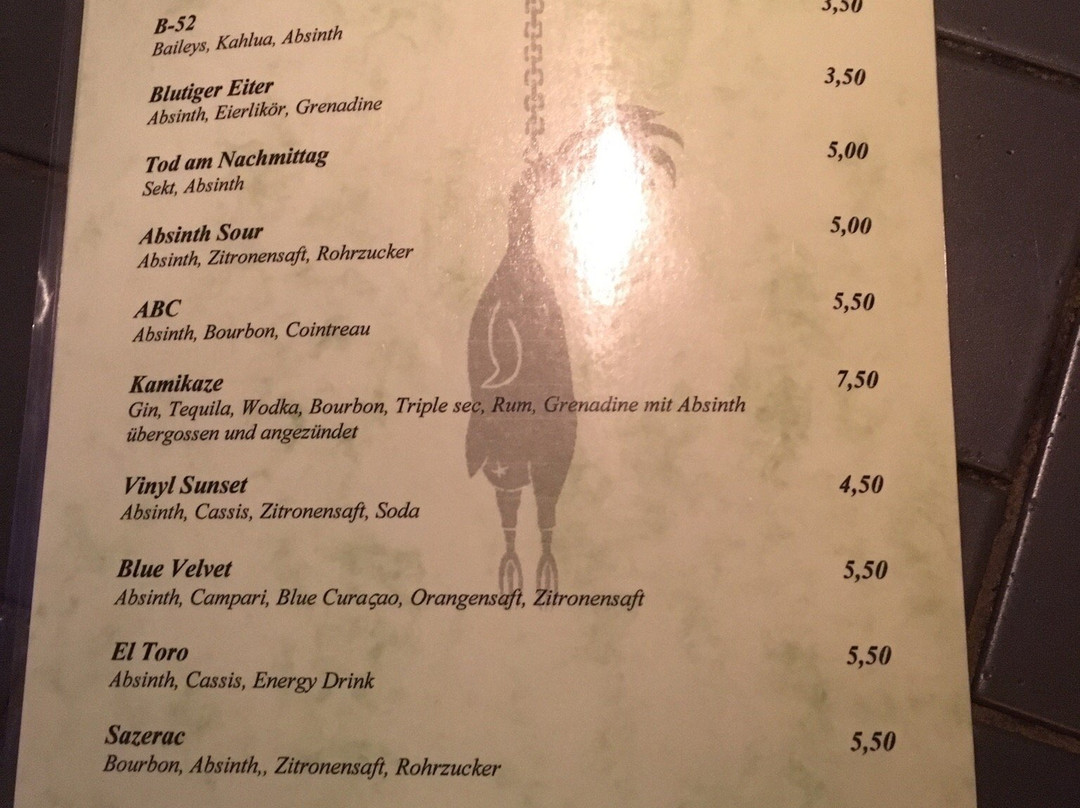 B-52 3,50
Baileys, Kahlua, Absinth
Blutiger Eiter 3,50
Absinth, Eierlikör, Grenadine
Tod am Nachmittag 5,00
Sekt, Absinth
Absinth Sour 5,00
Absinth, Zitronensaft, Rohrzucker
ABC 5,50
Absinth, Bourbon, Cointreau
Kamikaze 7,50
Gin, Tequila, Wodka, Bourbon, Triple sec, Rum, Grenadine mit Absinth
übergossen und angezündet
Vinyl Sunset 4,50
Absinth, Cassis, Zitronensaft, Soda
Blue Velvet 5,50
Absinth, Campari, Blue Curaçao, Orangensaft, Zitronensaft
El Toro 5,50
Absinth, Cassis, Energy Drink
Sazerac 5,50
Bourbon, Absinth,, Zitronensaft, Rohrzucker